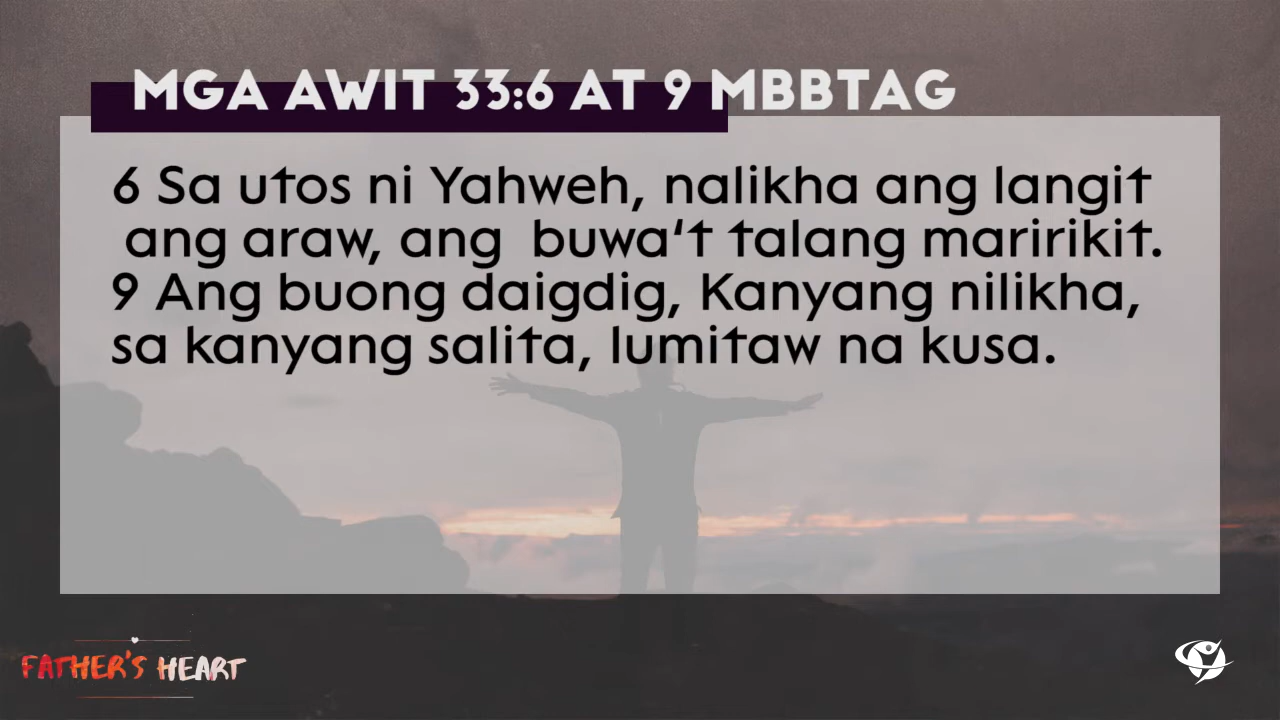 MGA AWIT 33:6 AT 9 MBBTAG
6 Sa utos ni Yahweh, nalikha ang langit
ang araw, ang buwa't talang maririkit.
9 Ang buong daigdig, Kanyang nilikha,
sa kanyang salita, lumitaw na kusa.
FATHER'S HEART